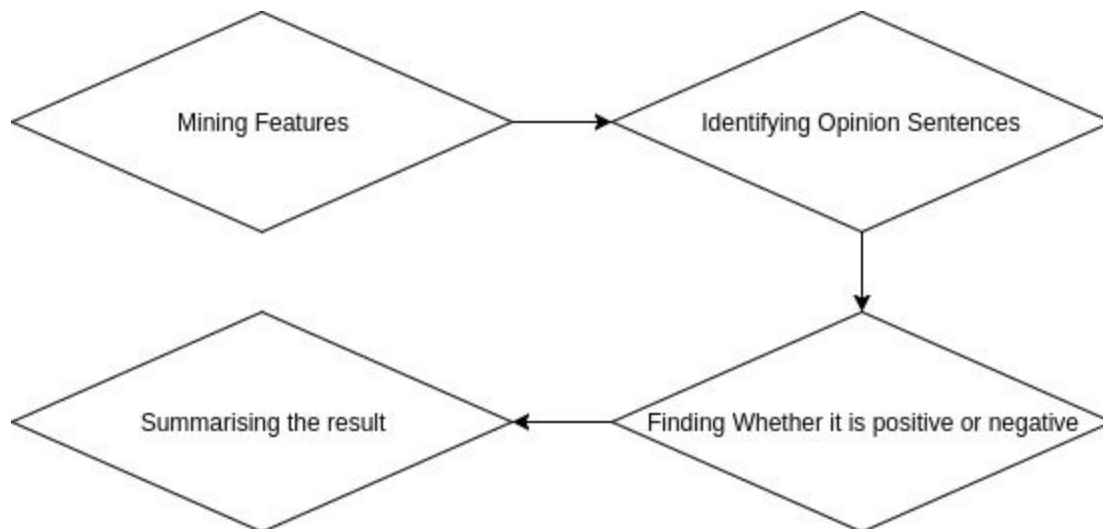 Mining Features
Identifying Opinion Sentences
Finding Whether it is positive or negative
Summarising the result